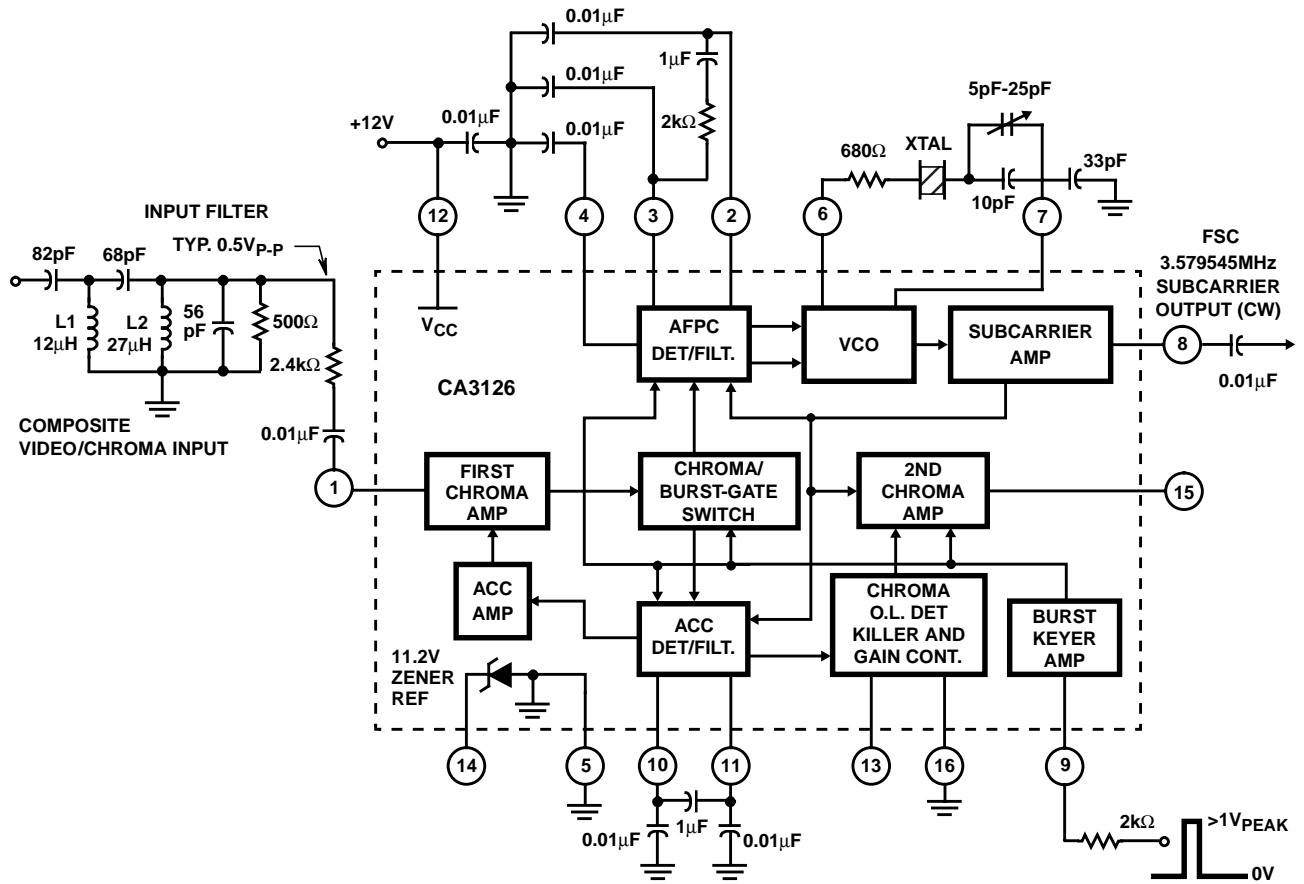 0.01μF
0.01μF
1μF
0.01μF
0.01μF
+12V
2kΩ
5pF-25pF
680Ω
XTAL
33pF
10pF
INPUT FILTER
TYP. 0.5VP-P
82pF
68pF
L1
12μH
L2
27μH
56
pF
500Ω
2.4kΩ
0.01μF
COMPOSITE
VIDEO/CHROMA INPUT
12
4
3
2
6
7
FSC
3.579545MHz
SUBCARRIER
OUTPUT (CW)
VCC
AFPC
DET/FILT.
VCO
SUBCARRIER
AMP
8
0.01μF
CA3126
1
FIRST
CHROMA
AMP
CHROMA/
BURST-GATE
SWITCH
2ND
CHROMA
AMP
15
ACC
AMP
ACC
DET/FILT.
CHROMA
O.L. DET
KILLER AND
GAIN CONT.
BURST
KEYER
AMP
11.2V
ZENER
REF
14
5
10
11
13
16
9
0.01μF
1μF
0.01μF
2kΩ
>1VPEAK
0V